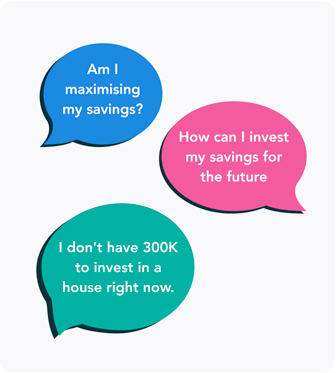 Am I
maximising
my savings?
How can I invest
my savings for
the future
I don't have 300K
to invest in a
house right now.